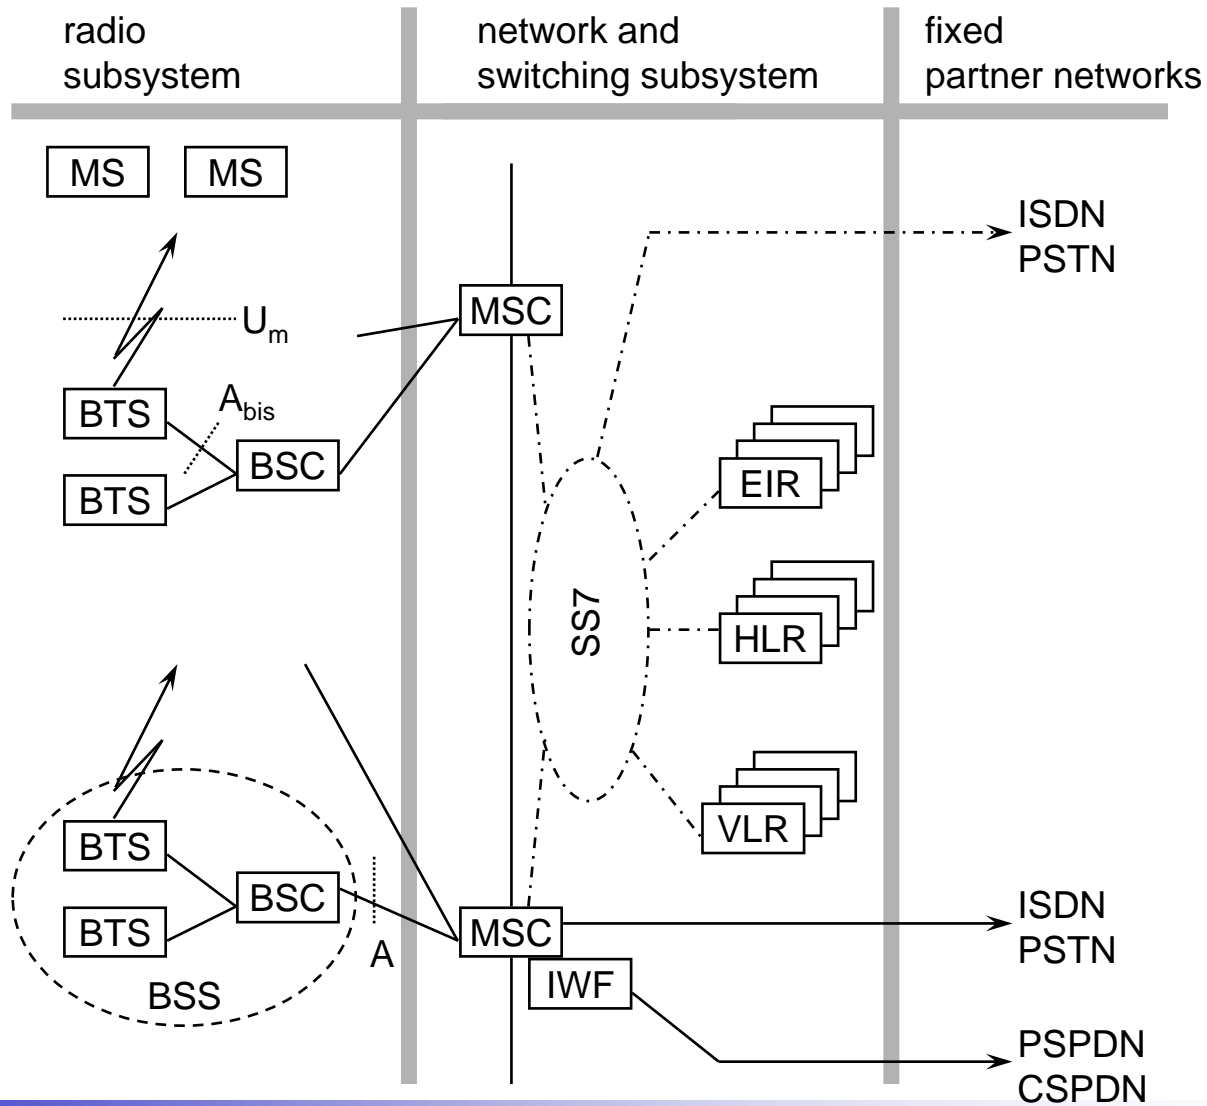 radio
subsystem
network and
switching subsystem
fixed
partner networks
MS
MS
ISDN
PSTN
MSC
Um
Abis
BTS
BSC
BTS
EIR
SS7
HLR
VLR
BTS
BSC
BTS
A
BSS
MSC
IWF
ISDN
PSTN
PSPDN
CSPDN